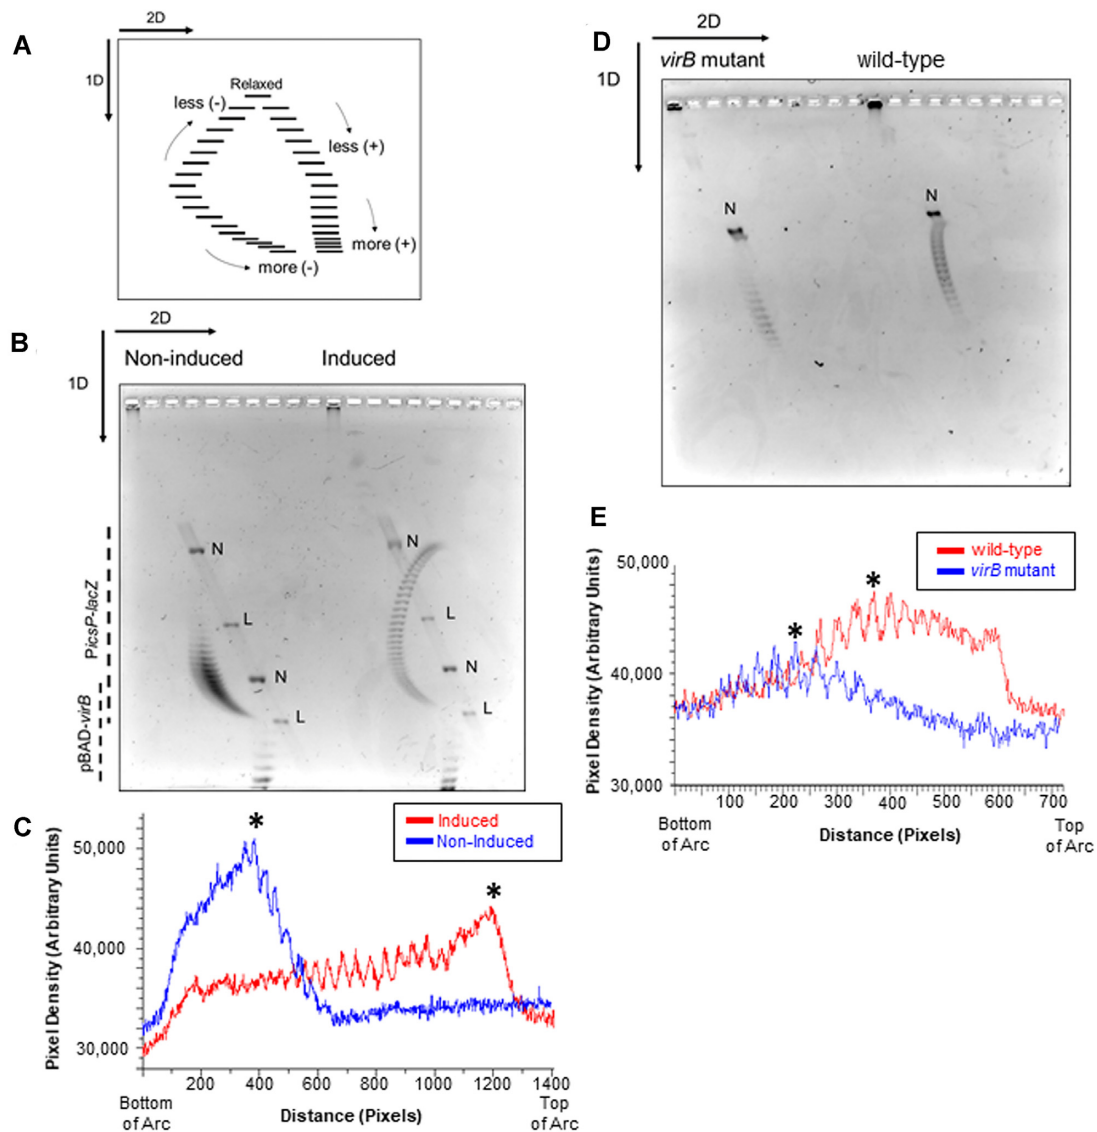 A
2D
1D
Relaxed
less (-)
less (+)
more (+)
more (-)
B
2D
1D
Non-induced
Induced
N
L
N
L
N
L
N
L
PicsP-lacZ
pBAD-virB
C
Pixel Density (Arbitrary Units)
50,000
40,000
30,000
*
*
Induced
Non-Induced
200
400
600
800
1000
1200
1400
Bottom
of Arc
Distance (Pixels)
Top
of Arc
D
2D
1D
virB mutant
wild-type
N
N
E
Pixel Density (Arbitrary Units)
50,000
40,000
30,000
*
*
wild-type
virB mutant
100
200
300
400
500
600
700
Bottom
of Arc
Distance (Pixels)
Top
of Arc